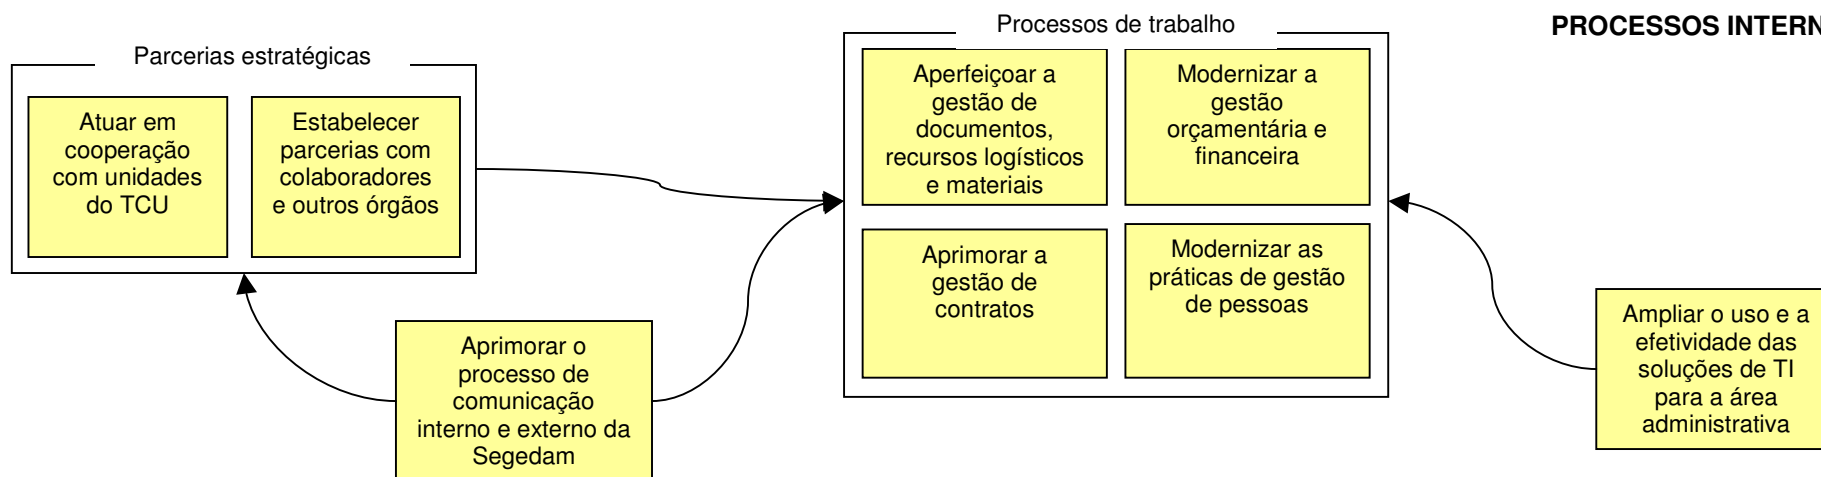 Processos de trabalho
PROCESSOS INTERN
Parcerias estratégicas
Atuar em
cooperação
com unidades
do TCU
Estabelecer
parcerias com
colaboradores
e outros órgãos
Aperfeiçoar a
gestão de
documentos,
recursos logísticos
e materiais
Modernizar a
gestão
orçamentária e
financeira
Aprimorar a
gestão de
contratos
Modernizar as
práticas de gestão
de pessoas
Aprimorar o
processo de
comunicação
interno e externo da
Segedam
Ampliar o uso e a
efetividade das
soluções de TI
para a área
administrativa